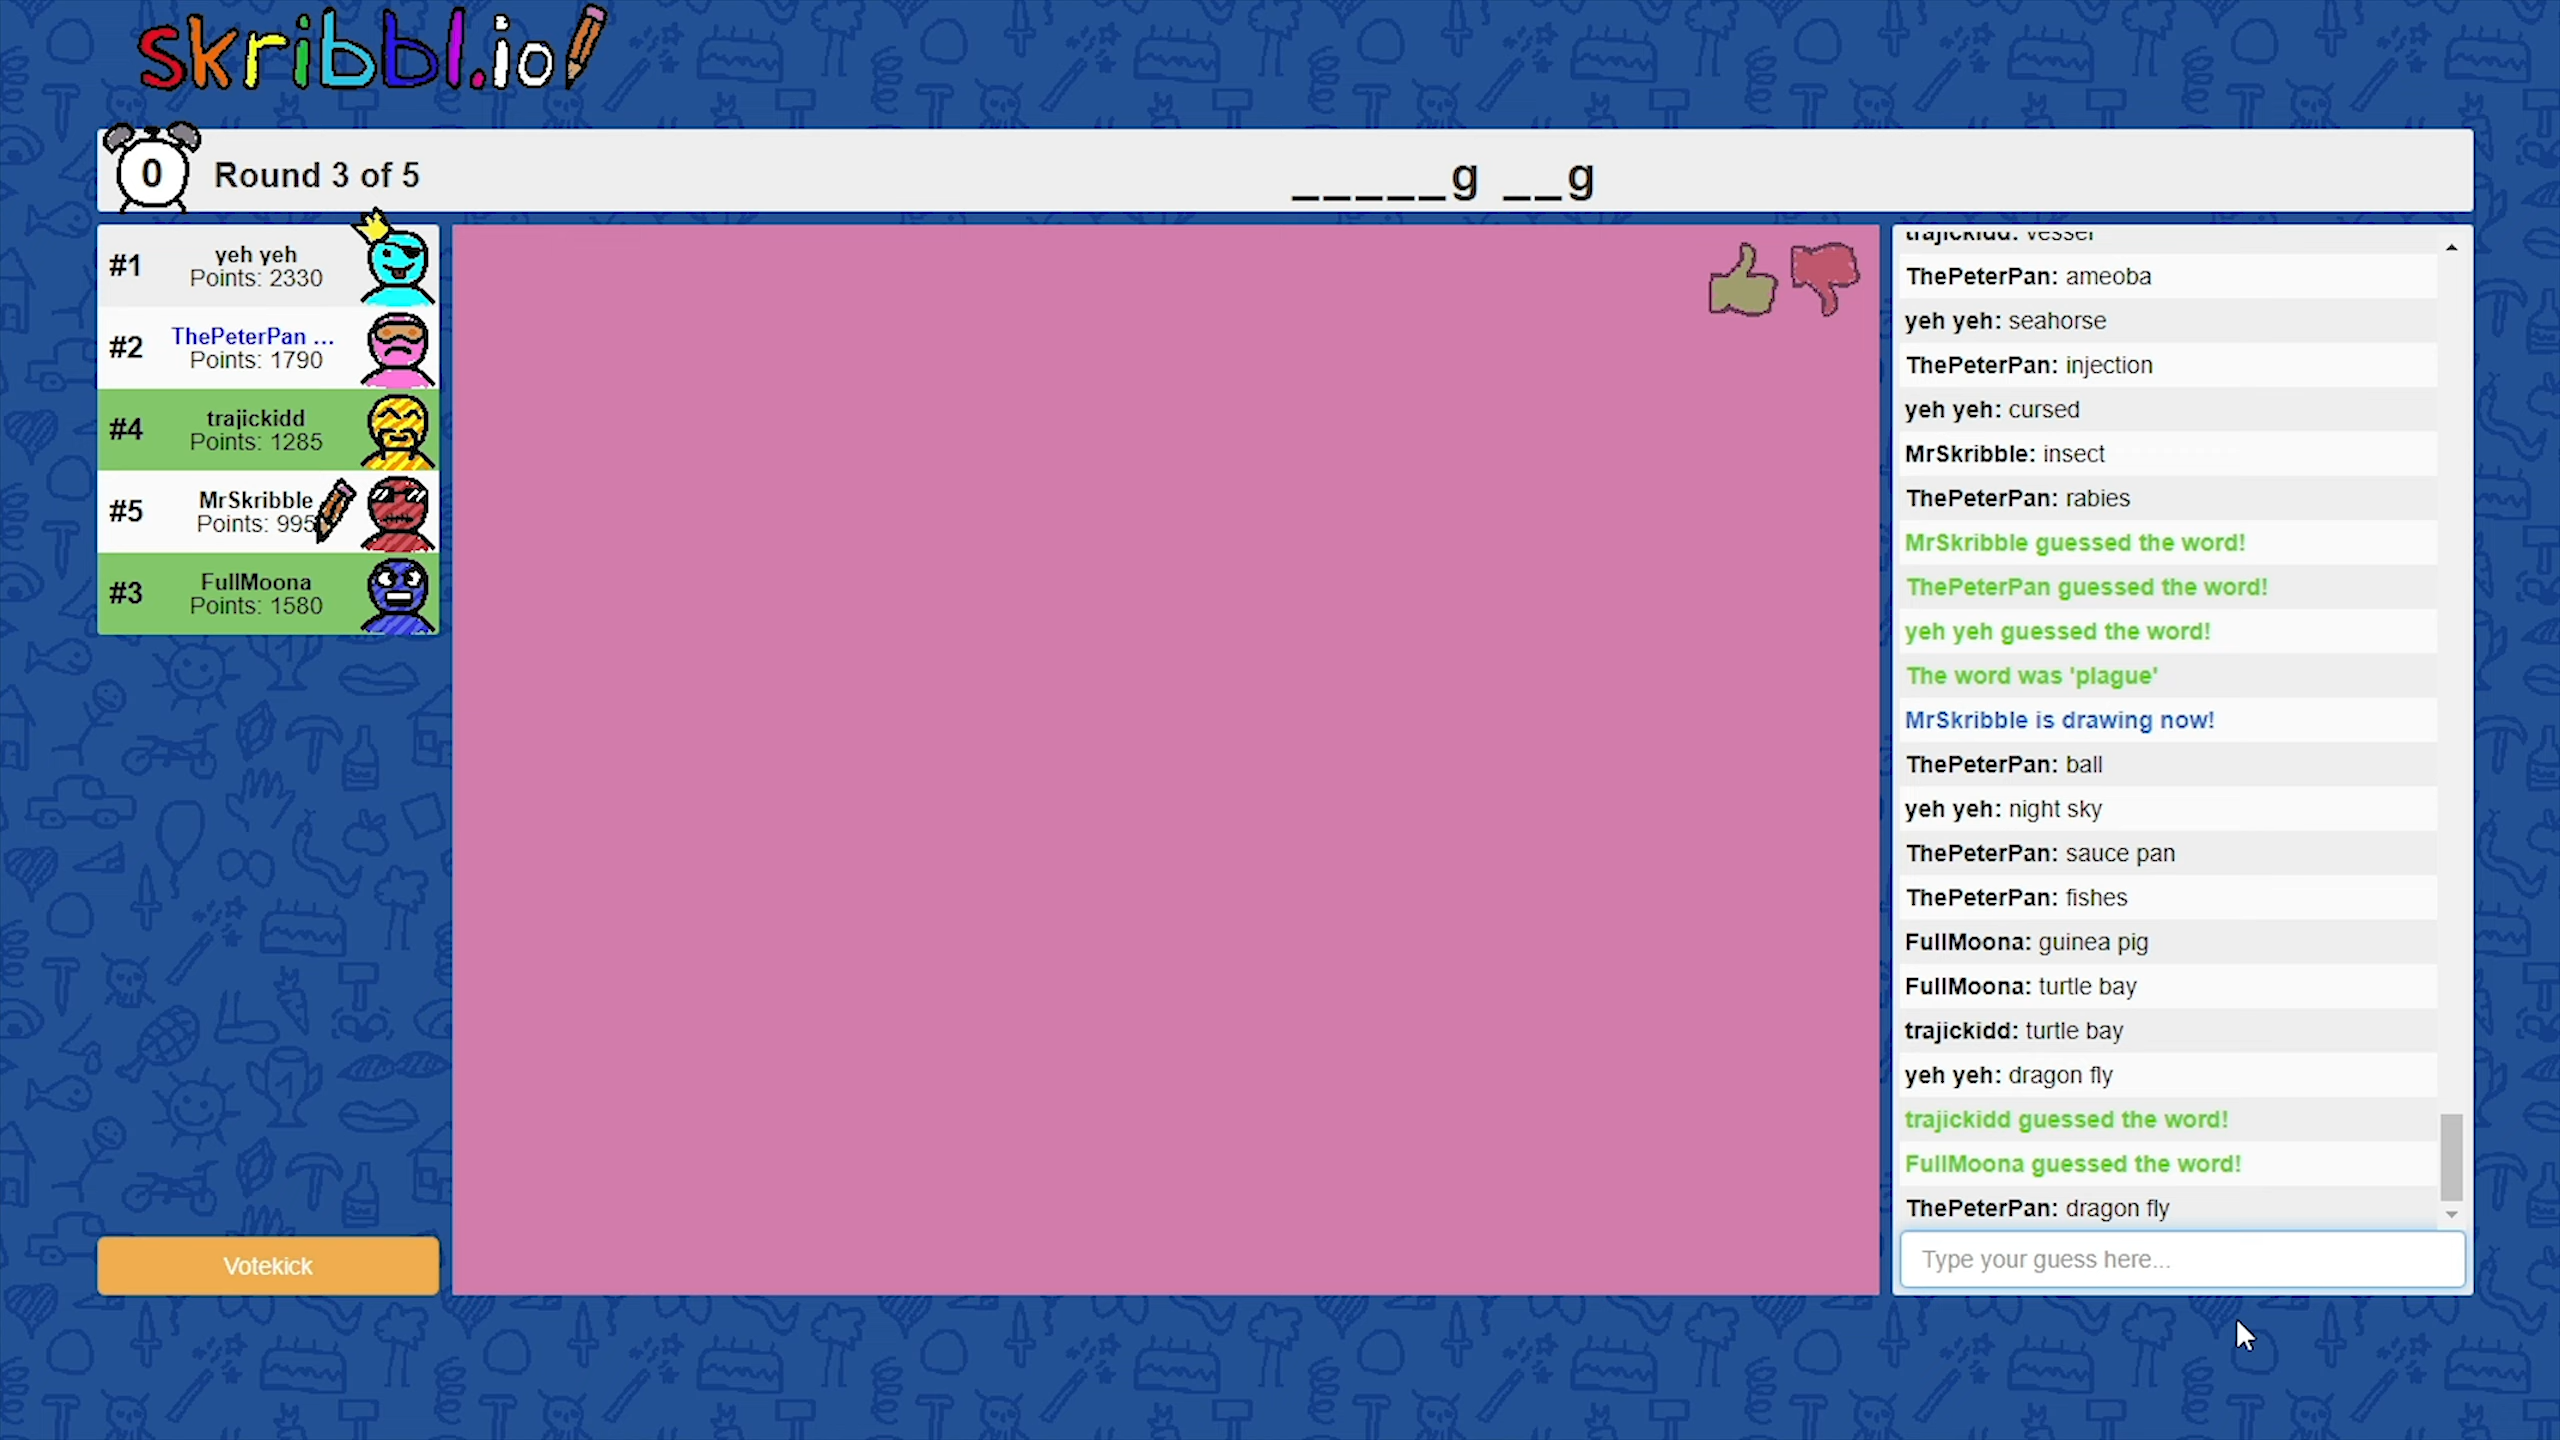 skribbl.io
0
Round 3 of 5
_____g __g
#1
yeh yeh
Points: 2330
#2
ThePeterPan ...
Points: 1790
#4
trajickidd
Points: 1285
#5
MrSkribble
Points: 995
#3
FullMoona
Points: 1580
Votekick
trajickidd: vessel
ThePeterPan: ameoba
yeh yeh: seahorse
ThePeterPan: injection
yeh yeh: cursed
MrSkribble: insect
ThePeterPan: rabies
MrSkribble guessed the word!
ThePeterPan guessed the word!
yeh yeh guessed the word!
The word was 'plague'
MrSkribble is drawing now!
ThePeterPan: ball
yeh yeh: night sky
ThePeterPan: sauce pan
ThePeterPan: fishes
FullMoona: guinea pig
FullMoona: turtle bay
trajickidd: turtle bay
yeh yeh: dragon fly
trajickidd guessed the word!
FullMoona guessed the word!
ThePeterPan: dragon fly
Type your guess here...